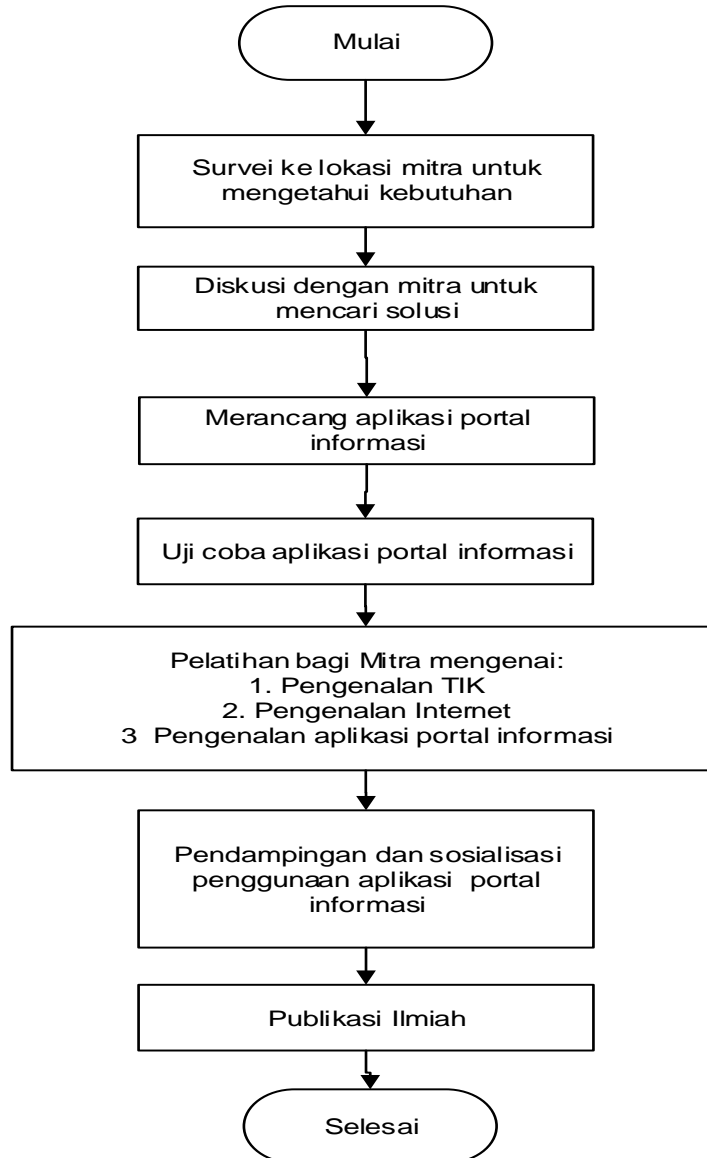 Mulai
Survei ke lokasi mitra untuk
mengetahui kebutuhan
Diskusi dengan mitra untuk
mencari solusi
Merancang aplikasi portal
informasi
Uji coba aplikasi portal informasi
Pelatihan bagi Mitra mengenai:
1. Pengenalan TIK
2. Pengenalan Internet
3 Pengenalan aplikasi portal informasi
Pendampingan dan sosialisasi
penggunaan aplikasi portal
informasi
Publikasi Ilmiah
Selesai